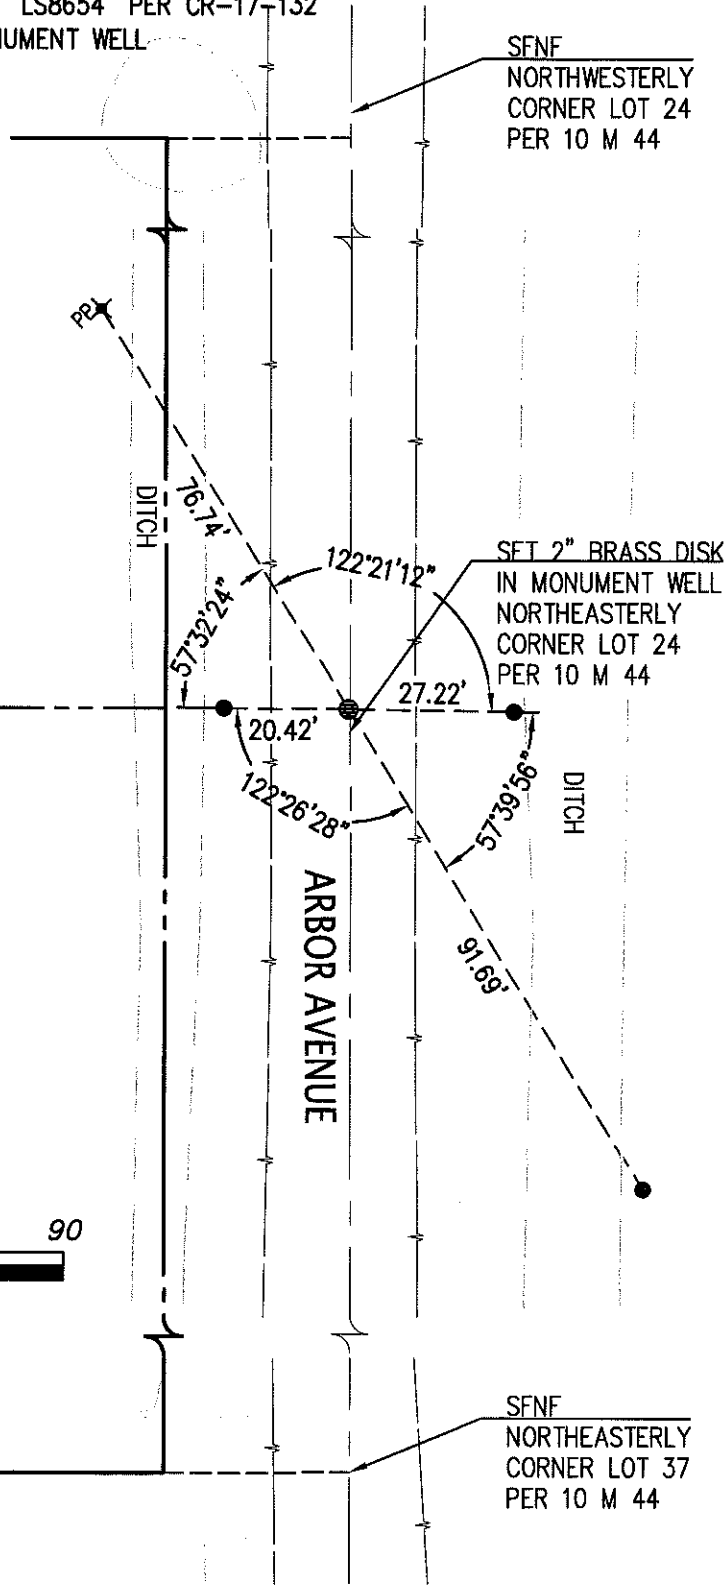 LS8654 PER CR-17-132
NUMENT WELL
SFNF
NORTHWESTERLY
CORNER LOT 24
PER 10 M 44
PP
DITCH
76.74'
122°21'12"
57°32'24"
SET 2" BRASS DISK
IN MONUMENT WELL
NORTHEASTERLY
CORNER LOT 24
PER 10 M 44
27.22'
20.42'
122°26'28"
57°39'56"
DITCH
ARBOR AVENUE
91.69'
90
SFNF
NORTHEASTERLY
CORNER LOT 37
PER 10 M 44